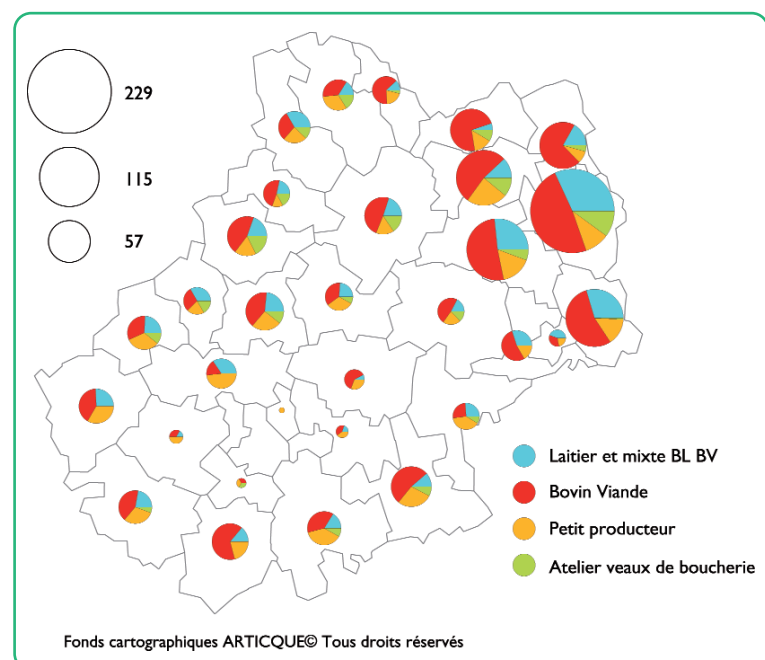 229
115
57
Laitier et mixte BL BV
Bovin Viande
Petit producteur
Atelier veaux de boucherie
Fonds cartographiques ARTICQUE© Tous droits réservés